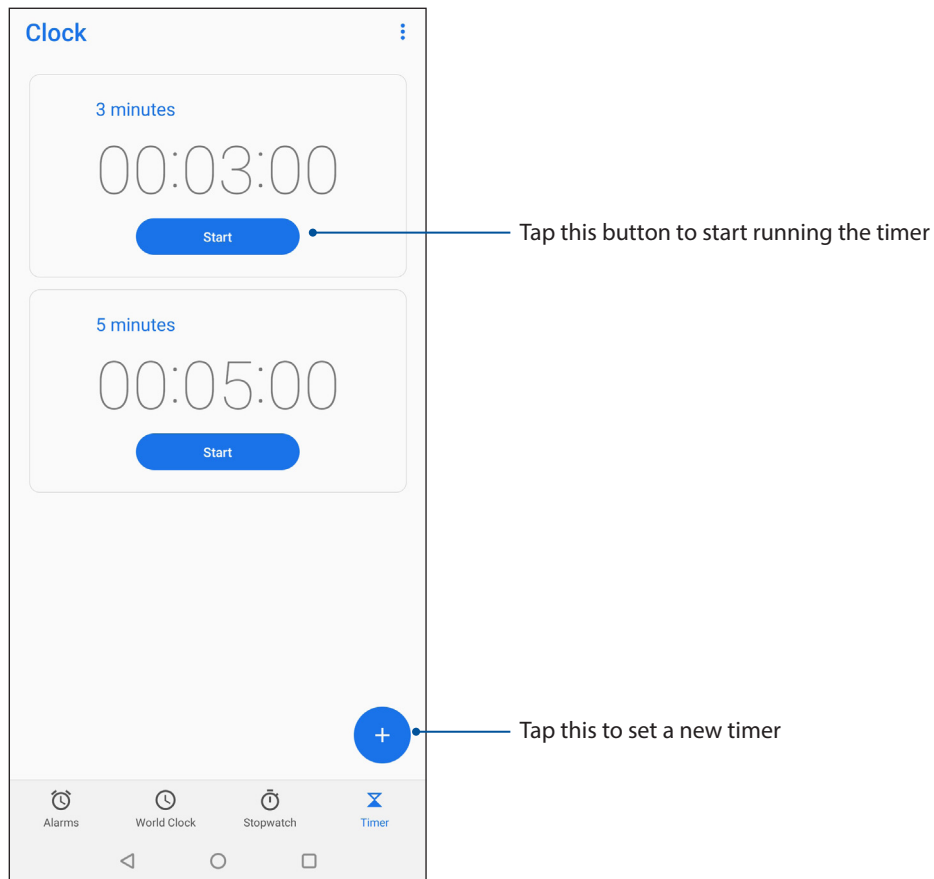 Clock
3 minutes
00:03:00
Start
Tap this button to start running the timer
5 minutes
00:05:00
Start
+
Tap this to set a new timer
Alarms
World Clock
Stopwatch
Timer